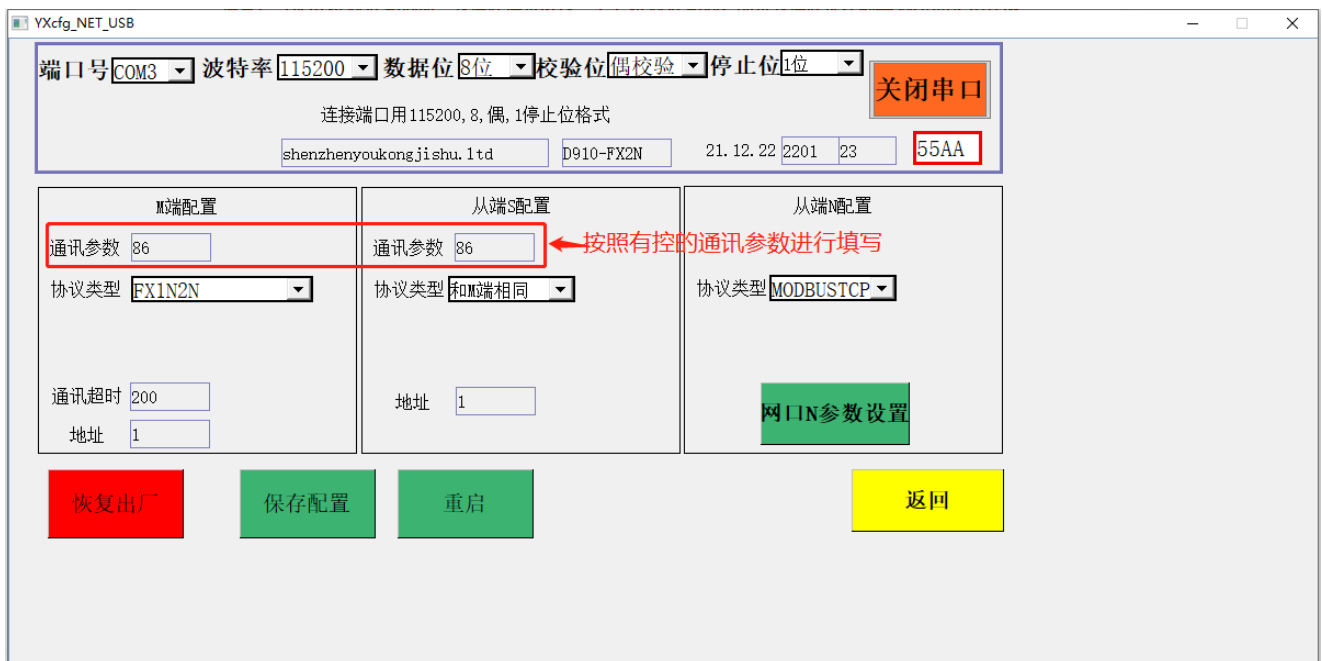 YXcfg_NET_USB
端口号 COM3 波特率 115200 数据位 8位 校验位 偶校验 停止位 1位 关闭串口
连接端口用115200,8,偶,1停止位格式
shenzhenyoukongjishu.ltd D910-FX2N 21.12.22 2201 23 55AA
M端配置 从端S配置 从端N配置
通讯参数 86 通讯参数 86 按照有控的通讯参数进行填写
协议类型 FX1N2N 协议类型 和M端相同 协议类型 MODBUSTCP
通讯超时 200 地址 1 网口N参数设置
地址 1
恢复出厂 保存配置 重启 返回